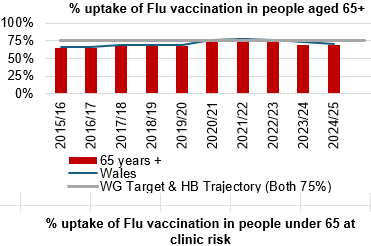 % uptake of Flu vaccination in people aged 65+
100%
75%
50%
25%
0%
2015/16
2016/17
2017/18
2018/19
2019/20
2020/21
2021/22
2022/23
2023/24
2024/25
65 years +
Wales
WG Target & HB Trajectory (Both 75%)
% uptake of Flu vaccination in people under 65 at
clinic risk